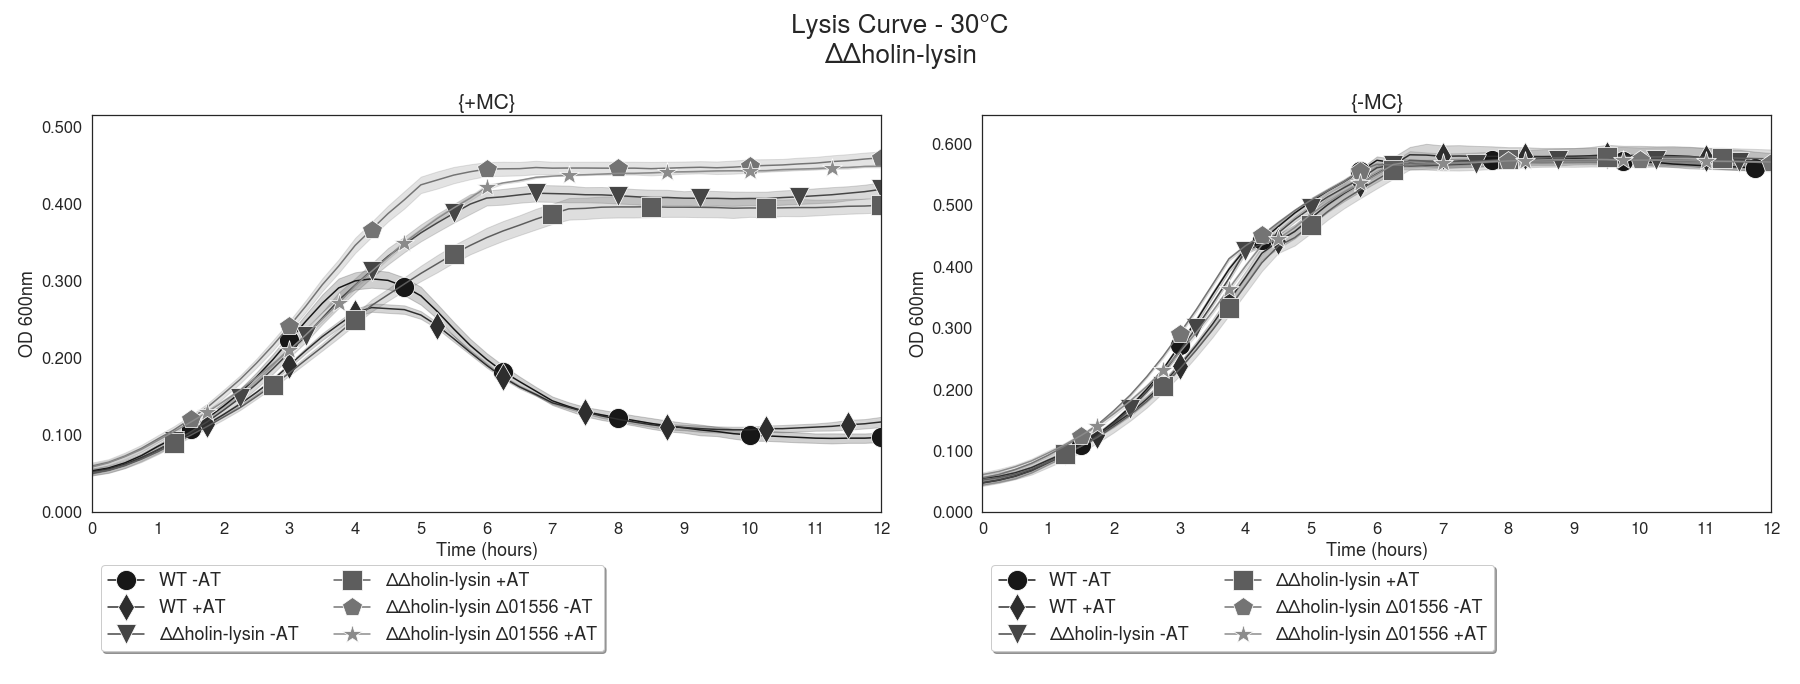 Lysis Curve - 30°C
ΔΔholin-lysin
{+MC}
0.500
0.400
0.300
0.200
0.100
0.000
OD 600nm
0 1 2 3 4 5 6 7 8 9 10 11 12
Time (hours)
WT -AT
WT +AT
ΔΔholin-lysin -AT
ΔΔholin-lysin +AT
ΔΔholin-lysin Δ01556 -AT
ΔΔholin-lysin Δ01556 +AT
{-MC}
0.600
0.500
0.400
0.300
0.200
0.100
0.000
OD 600nm
0 1 2 3 4 5 6 7 8 9 10 11 12
Time (hours)
WT -AT
WT +AT
ΔΔholin-lysin -AT
ΔΔholin-lysin +AT
ΔΔholin-lysin Δ01556 -AT
ΔΔholin-lysin Δ01556 +AT